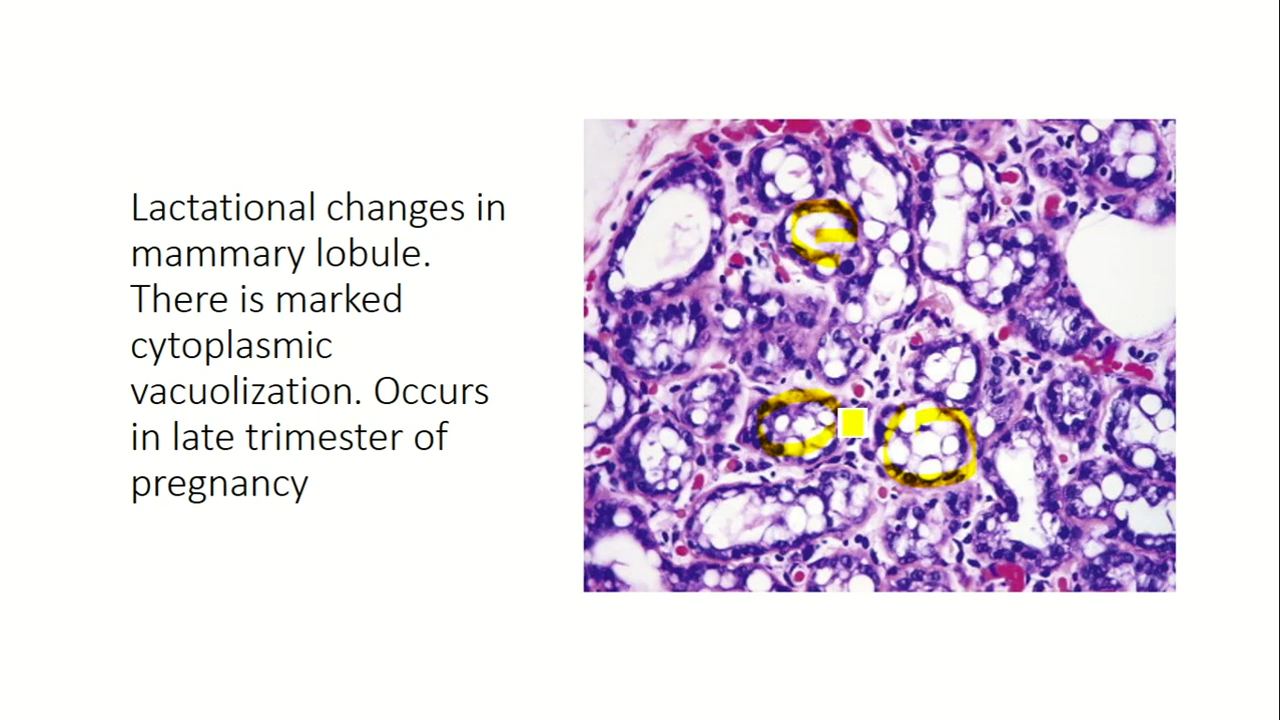 Lactational changes in
mammary lobule.
There is marked
cytoplasmic
vacuolization. Occurs
in late trimester of
pregnancy